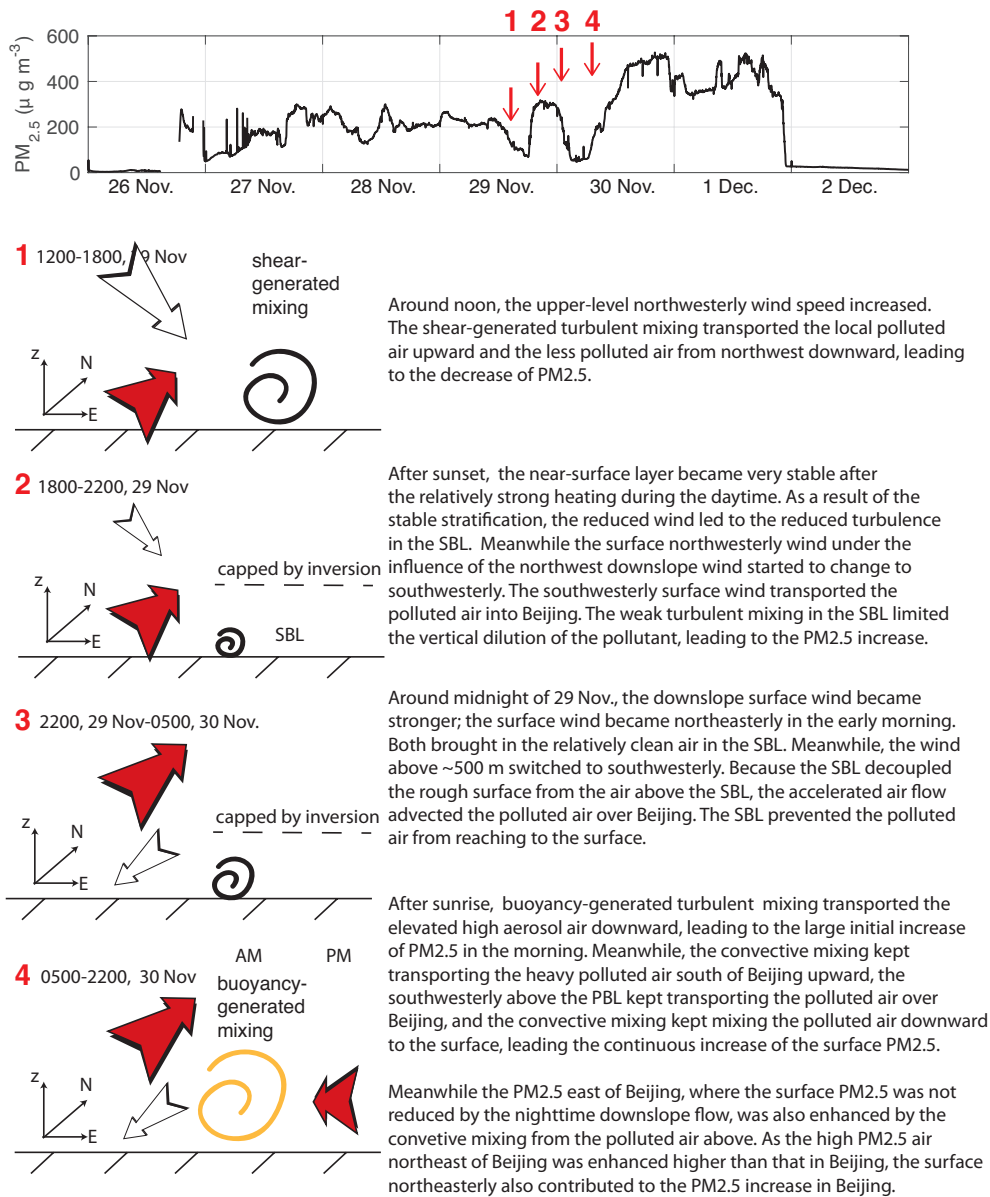 1 2 3 4
600
400
200
0
PM2.5 (μ g m-3)
26 Nov. 27 Nov. 28 Nov. 29 Nov. 30 Nov. 1 Dec. 2 Dec.
1 1200-1800, 29 Nov
shear-
generated
mixing
z
N
E
Around noon, the upper-level northwesterly wind speed increased.
The shear-generated turbulent mixing transported the local polluted
air upward and the less polluted air from northwest downward, leading
to the decrease of PM2.5.
2 1800-2200, 29 Nov
capped by inversion
z
N
E
SBL
After sunset, the near-surface layer became very stable after
the relatively strong heating during the daytime. As a result of the
stable stratification, the reduced wind led to the reduced turbulence
in the SBL. Meanwhile the surface northwesterly wind under the
influence of the northwest downslope wind started to change to
southwesterly. The southwesterly surface wind transported the
polluted air into Beijing. The weak turbulent mixing in the SBL limited
the vertical dilution of the pollutant, leading to the PM2.5 increase.
3 2200, 29 Nov-0500, 30 Nov.
capped by inversion
z
N
E
Around midnight of 29 Nov., the downslope surface wind became
stronger; the surface wind became northeasterly in the early morning.
Both brought in the relatively clean air in the SBL. Meanwhile, the wind
above ~500 m switched to southwesterly. Because the SBL decoupled
the rough surface from the air above the SBL, the accelerated air flow
advected the polluted air over Beijing. The SBL prevented the polluted
air from reaching to the surface.
4 0500-2200, 30 Nov
AM PM
buoyancy-
generated
mixing
z
N
E
After sunrise, buoyancy-generated turbulent mixing transported the
elevated high aerosol air downward, leading to the large initial increase
of PM2.5 in the morning. Meanwhile, the convective mixing kept
transporting the heavy polluted air south of Beijing upward, the
southwesterly above the PBL kept transporting the polluted air over
Beijing, and the convective mixing kept mixing the polluted air downward
to the surface, leading the continuous increase of the surface PM2.5.
Meanwhile the PM2.5 east of Beijing, where the surface PM2.5 was not
reduced by the nighttime downslope flow, was also enhanced by the
convetive mixing from the polluted air above. As the high PM2.5 air
northeast of Beijing was enhanced higher than that in Beijing, the surface
northeasterly also contributed to the PM2.5 increase in Beijing.